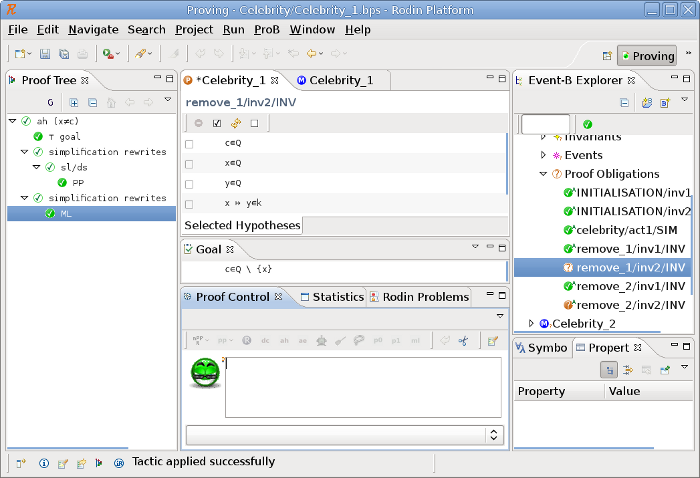 Proving - Celebrity/Celebrity_1.bps - Rodin Platform
File Edit Navigate Search Project Run ProB Window Help
Proving
Proof Tree
G
ah (x≠c)
⊤ goal
simplification rewrites
sl/ds
PP
simplification rewrites
ML
*Celebrity_1
Celebrity_1
remove_1/inv2/INV
c∈Q
x∈Q
y∈Q
x ↦ y∈k
Selected Hypotheses
Goal
c∈Q \ {x}
Proof Control
Statistics
Rodin Problems
Event-B Explorer
Invariants
Events
Proof Obligations
INITIALISATION/inv1
INITIALISATION/inv2
celebrity/act1/SIM
remove_1/inv1/INV
remove_1/inv2/INV
remove_2/inv1/INV
remove_2/inv2/INV
Celebrity_2
Symbo
Propert
Property Value
Tactic applied successfully